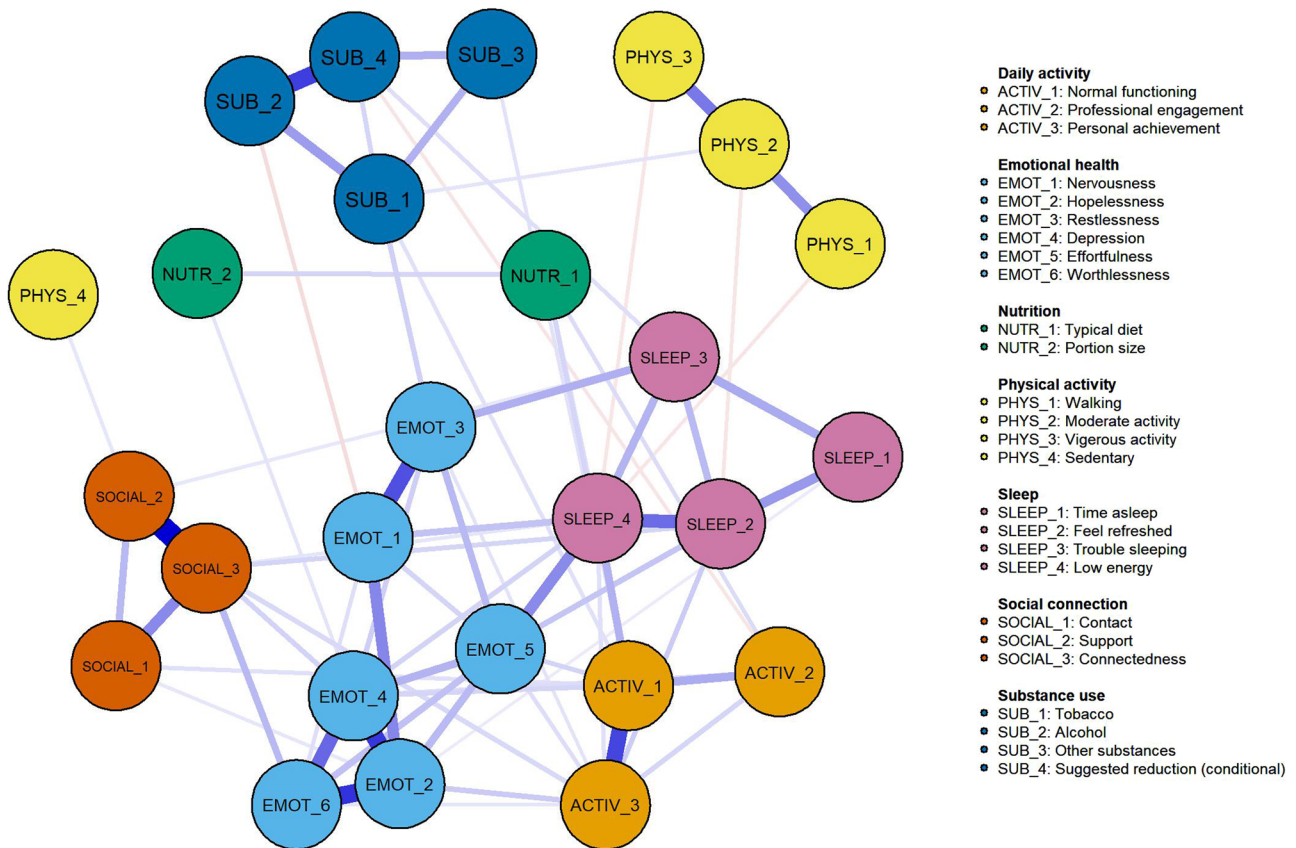 SUB_4
SUB_3
SUB_2
PHYS_3
PHYS_2
SUB_1
PHYS_1
NUTR_2
NUTR_1
PHYS_4
SLEEP_3
EMOT_3
SLEEP_1
SOCIAL_2
SLEEP_4
SLEEP_2
EMOT_1
SOCIAL_3
EMOT_5
SOCIAL_1
ACTIV_2
ACTIV_1
EMOT_4
EMOT_2
EMOT_6
ACTIV_3
Daily activity
ACTIV_1: Normal functioning
ACTIV_2: Professional engagement
ACTIV_3: Personal achievement
Emotional health
EMOT_1: Nervousness
EMOT_2: Hopelessness
EMOT_3: Restlessness
EMOT_4: Depression
EMOT_5: Effortfulness
EMOT_6: Worthlessness
Nutrition
NUTR_1: Typical diet
NUTR_2: Portion size
Physical activity
PHYS_1: Walking
PHYS_2: Moderate activity
PHYS_3: Vigerous activity
PHYS_4: Sedentary
Sleep
SLEEP_1: Time asleep
SLEEP_2: Feel refreshed
SLEEP_3: Trouble sleeping
SLEEP_4: Low energy
Social connection
SOCIAL_1: Contact
SOCIAL_2: Support
SOCIAL_3: Connectedness
Substance use
SUB_1: Tobacco
SUB_2: Alcohol
SUB_3: Other substances
SUB_4: Suggested reduction (conditional)